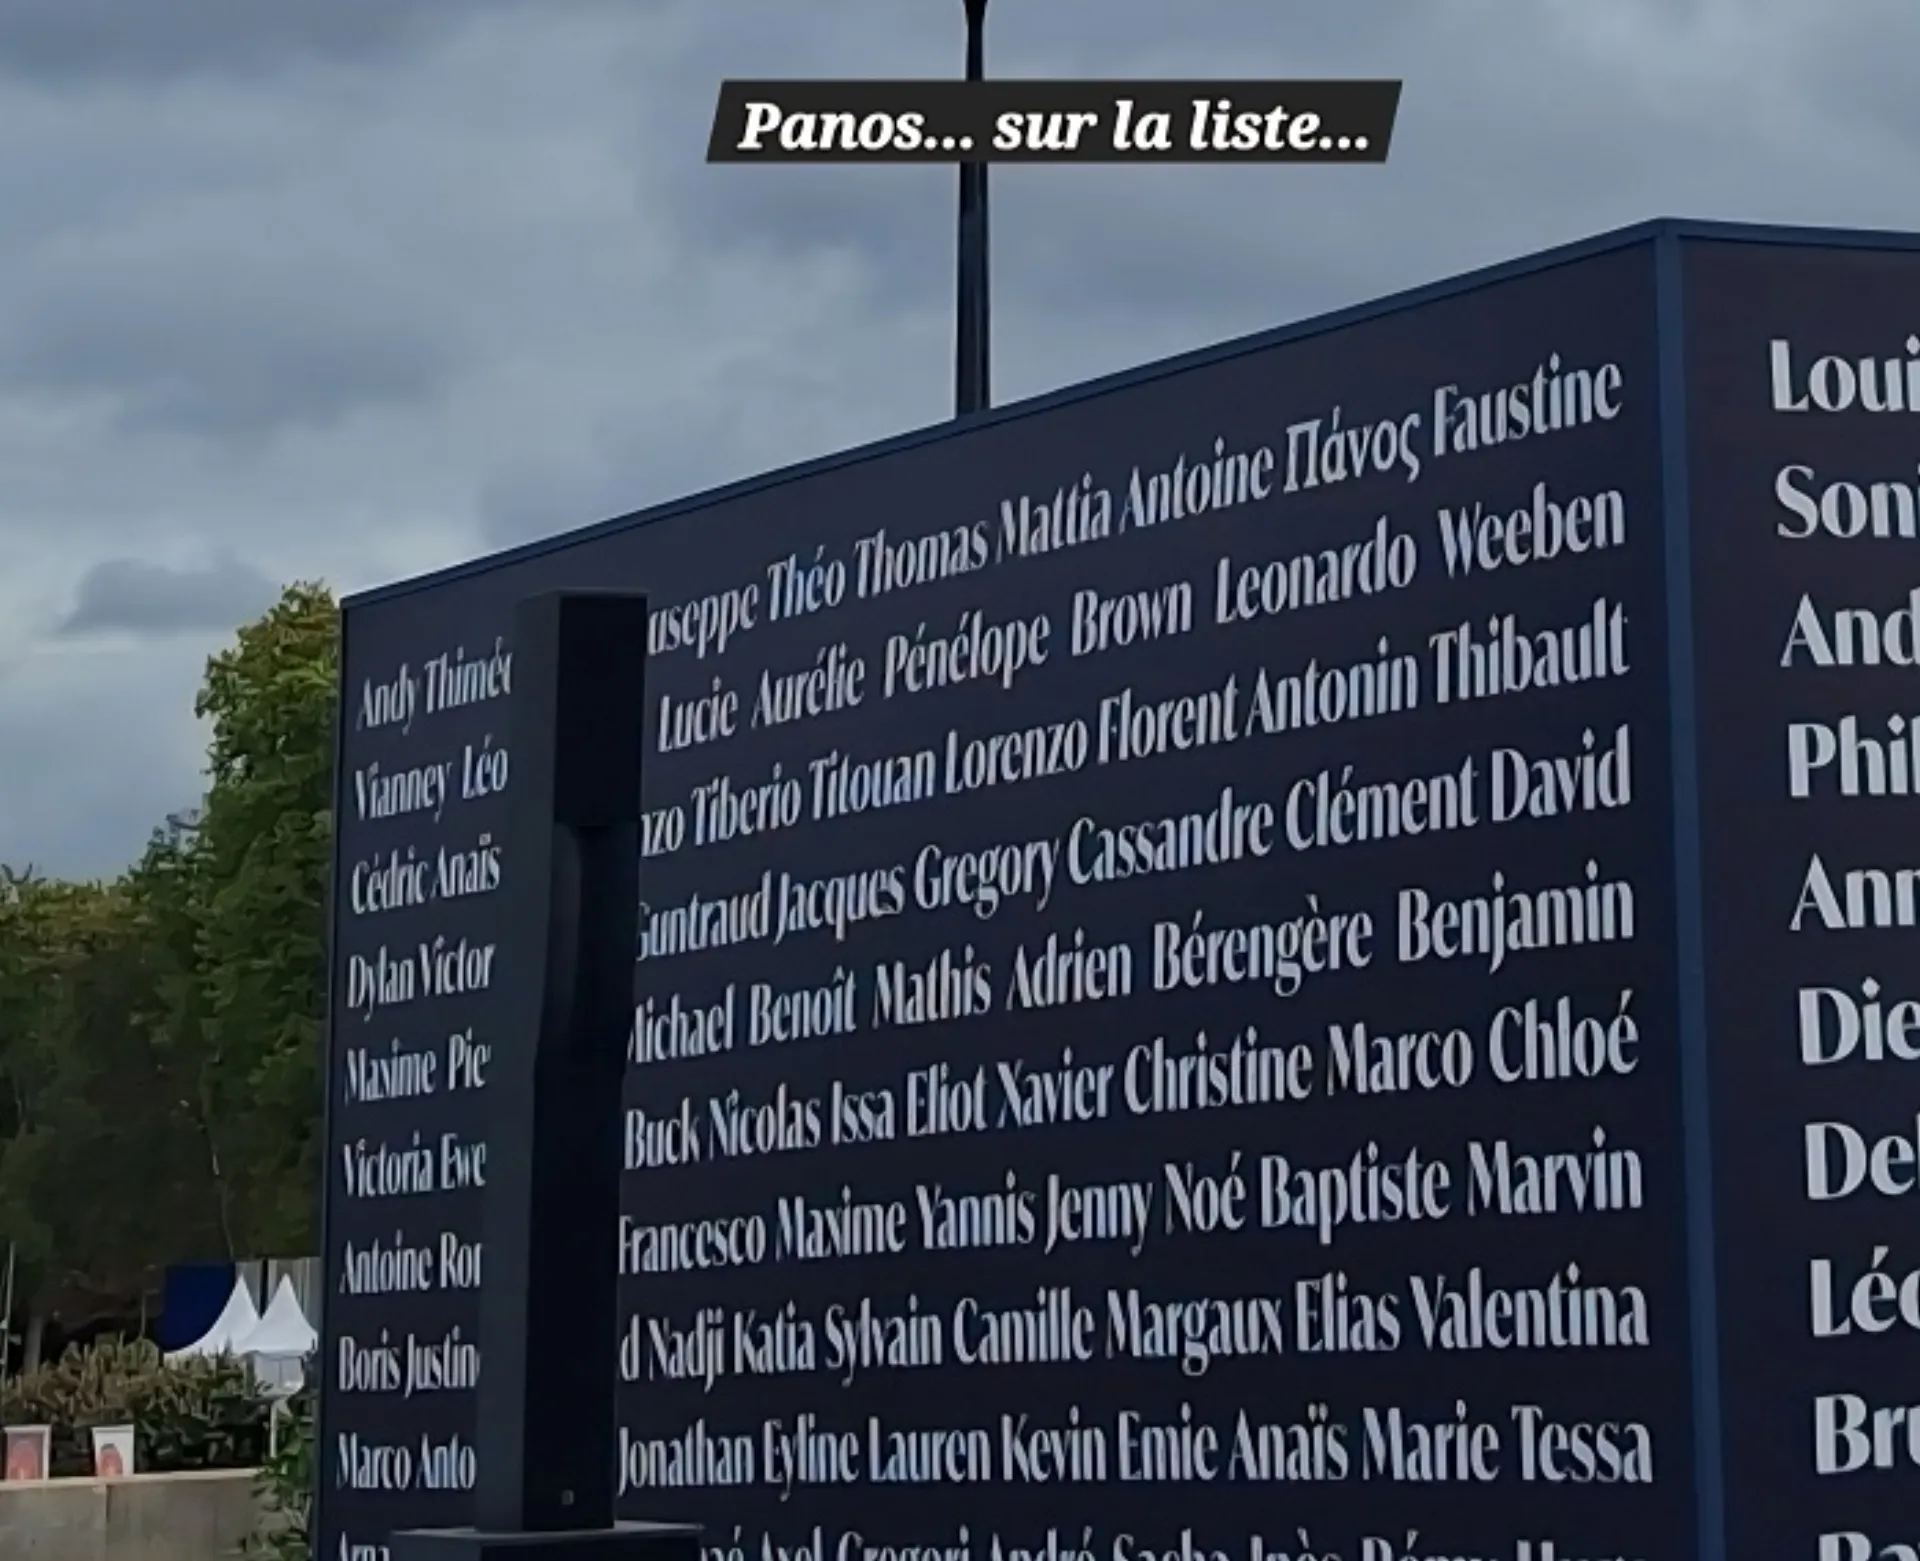 Panos... sur la liste...
Andy Théo Thomas Mattia Antoine Πάνος Faustine
Vianney Léo Lucie Aurélie Pénélope Brown Leonardo Weeben
Cédric Anaïs Tiberio Titouan Lorenzo Florent Antonin Thibault
Dylan Victor Guntraud Jacques Gregory Cassandre Clément David
Maxime Michael Benoît Mathis Adrien Bérengère Benjamin
Victoria Buck Nicolas Issa Eliot Xavier Christine Marco Chloé
Antoine Francesco Maxime Yannis Jenny Noé Baptiste Marvin
Boris Justin Nadji Katia Sylvain Camille Margaux Elias Valentina
Marco Jonathan Eyline Lauren Kevin Emie Anaïs Marie Tessa